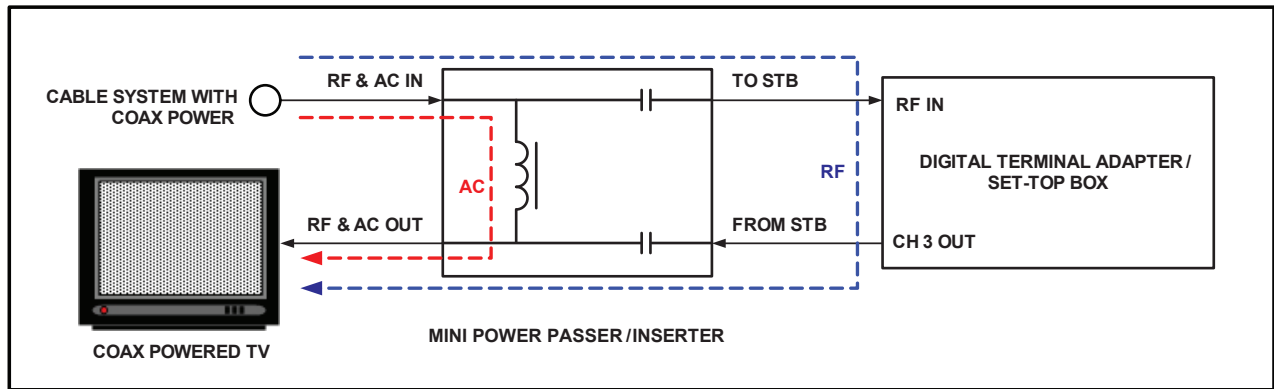 RF & AC IN
TO STB
CABLE SYSTEM WITH
COAX POWER
RF IN
DIGITAL TERMINAL ADAPTER /
SET-TOP BOX
AC
RF
RF & AC OUT
FROM STB
CH 3 OUT
MINI POWER PASSER / INSERTER
COAX POWERED TV